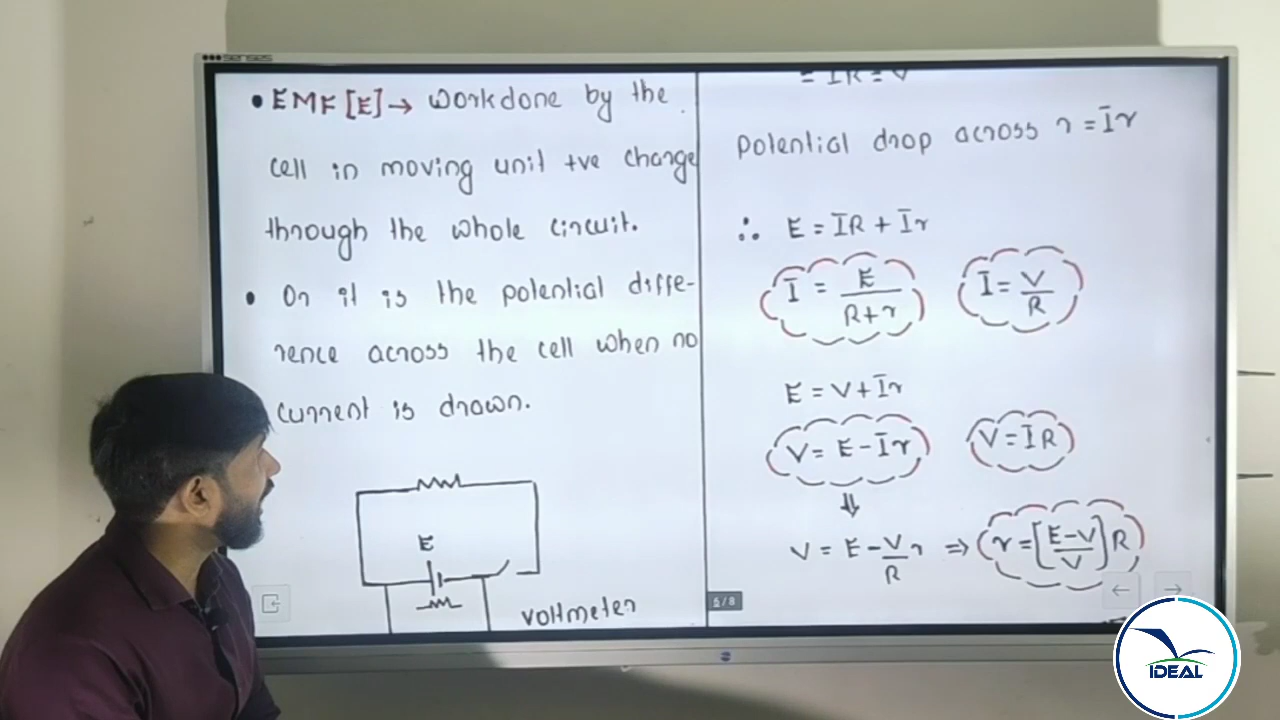 • EMF [E] → workdone by the
cell in moving unit +ve charge
through the whole circuit.
• Or it is the potential diffe-
rence across the cell when no
current is drawn.
E
voltmeter
= IR = V
potential drop across r = Ir
∴ E = IR + Ir
I = E / R+r I = V / R
E = V + Ir
V = E - Ir V = IR
⇓
V = E - V/R r ⇒ r = [E-V / V] R
5/8
IDEAL